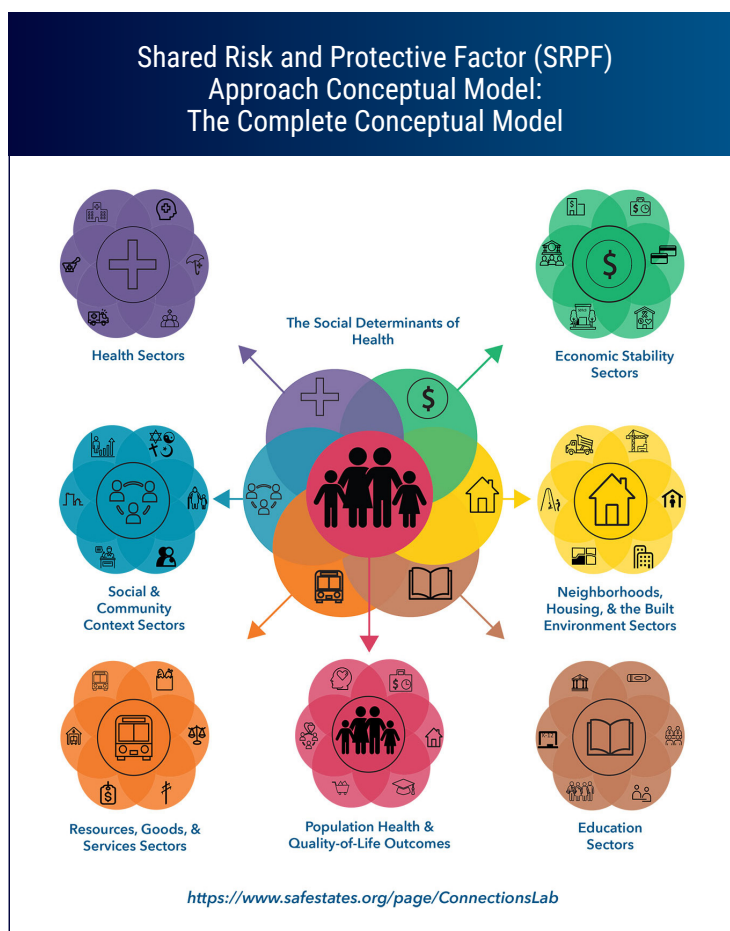 Shared Risk and Protective Factor (SRPF)
Approach Conceptual Model:
The Complete Conceptual Model
The Social Determinants of
Health
Health Sectors
Economic Stability
Sectors
$
$
$
$
$
Social &
Community
Context Sectors
Neighborhoods,
Housing, & the Built
Environment Sectors
$
$
K-12
Resources, Goods, &
Services Sectors
Population Health &
Quality-of-Life Outcomes
Education
Sectors
https://www.safestates.org/page/ConnectionsLab